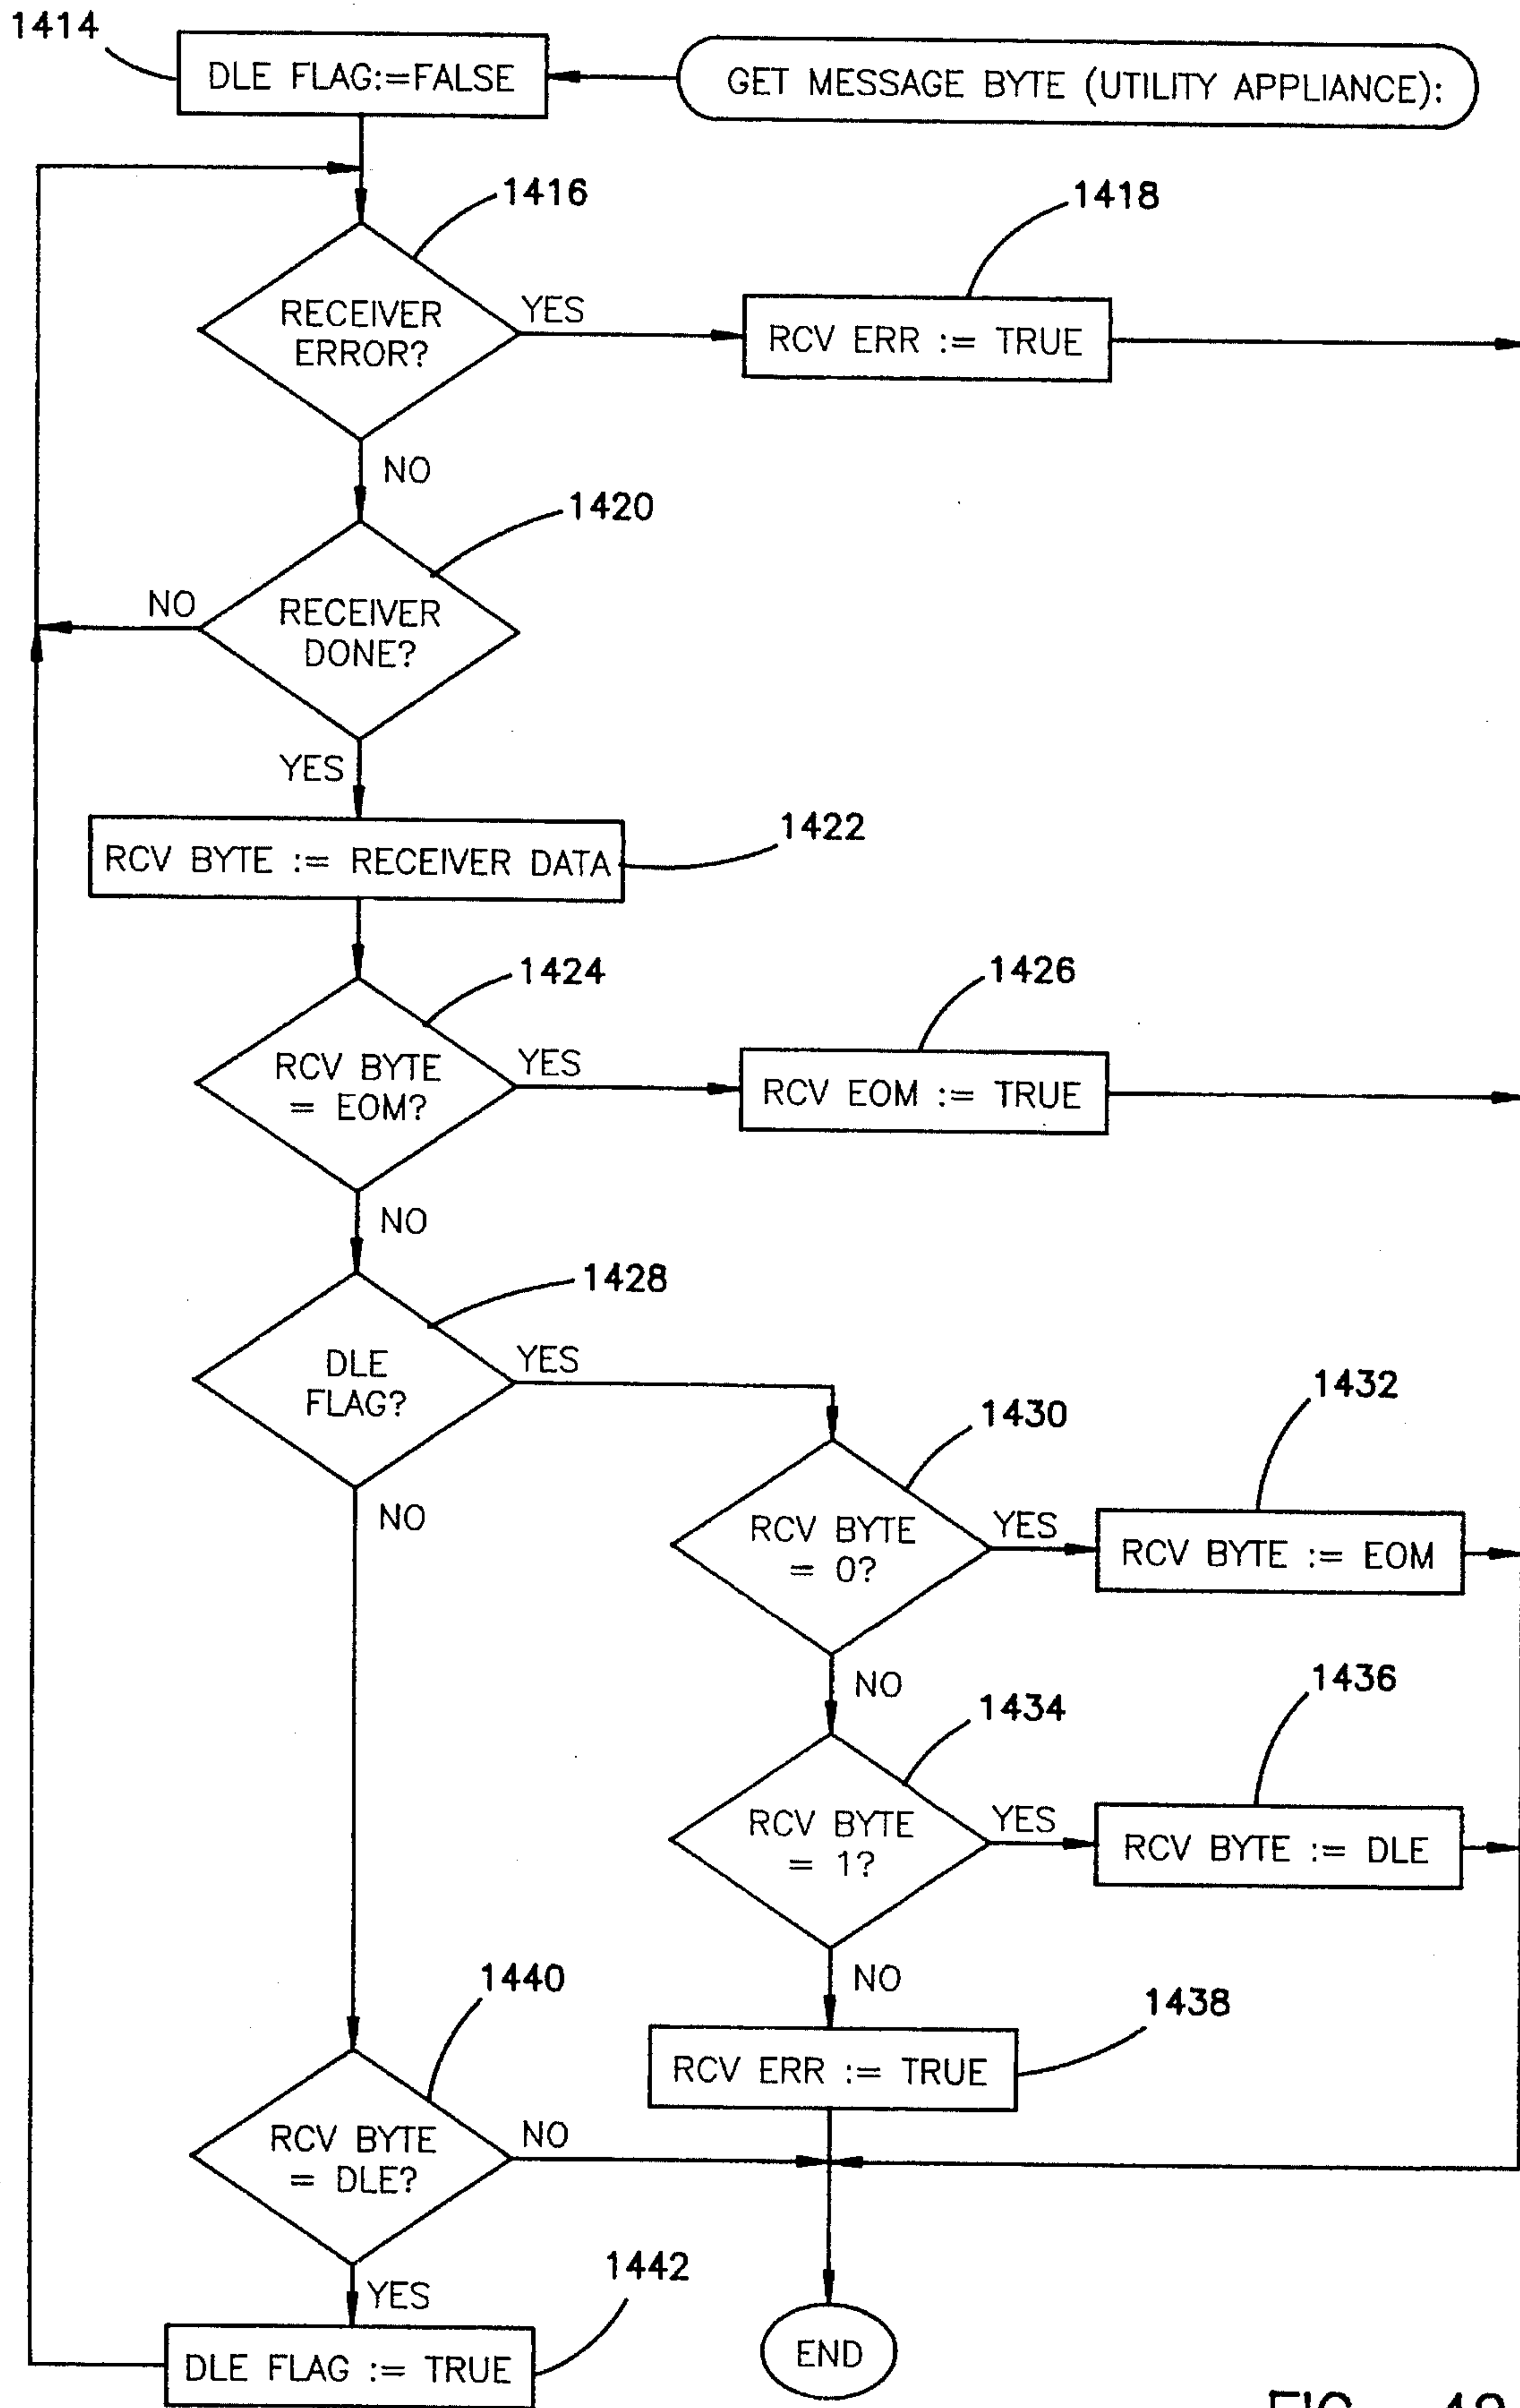 1414
DLE FLAG:=FALSE
GET MESSAGE BYTE (UTILITY APPLIANCE):
1416
1418
RECEIVER
ERROR?
YES
RCV ERR := TRUE
NO
1420
NO
RECEIVER
DONE?
YES
1422
RCV BYTE := RECEIVER DATA
1424
1426
RCV BYTE
= EOM?
YES
RCV EOM := TRUE
NO
1428
DLE
FLAG?
YES
1430
1432
NO
RCV BYTE
= 0?
YES
RCV BYTE := EOM
NO
1434
1436
RCV BYTE
= 1?
YES
RCV BYTE := DLE
NO
1440
1438
RCV ERR := TRUE
RCV BYTE
= DLE?
NO
YES
1442
DLE FLAG := TRUE
END